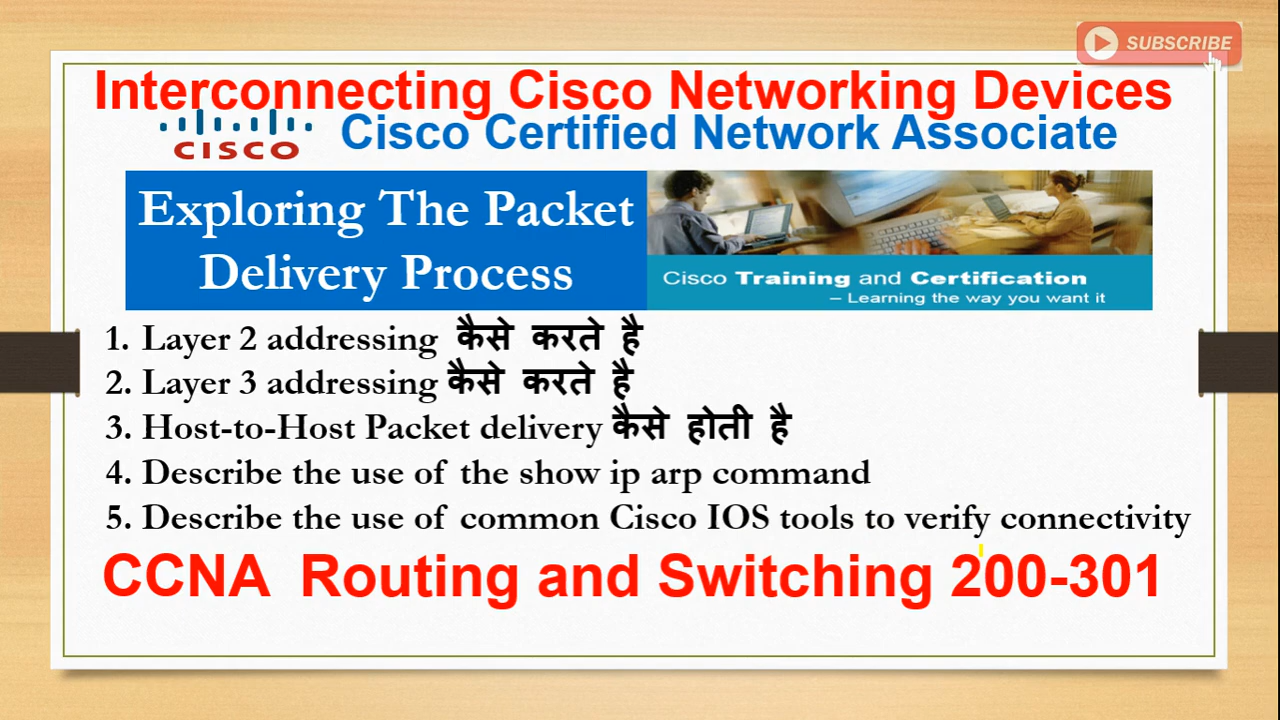 SUBSCRIBE
Interconnecting Cisco Networking Devices
CISCO Cisco Certified Network Associate
Exploring The Packet
Delivery Process
Cisco Training and Certification
– Learning the way you want it
1. Layer 2 addressing कैसे करते है
2. Layer 3 addressing कैसे करते है
3. Host-to-Host Packet delivery कैसे होती है
4. Describe the use of the show ip arp command
5. Describe the use of common Cisco IOS tools to verify connectivity
CCNA Routing and Switching 200-301